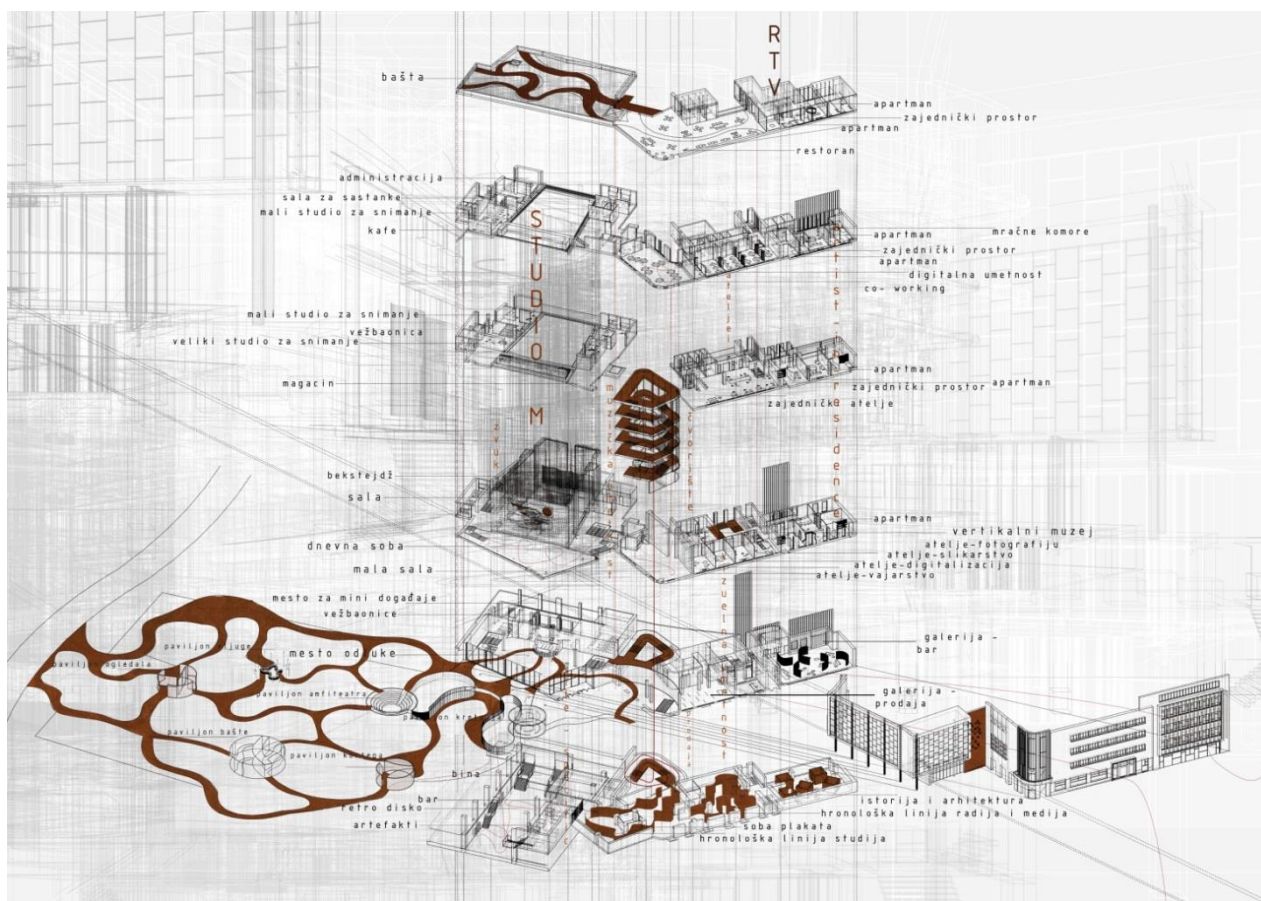 RTV
bašta
apartman
zajednički prostor
apartman
restoran
administracija
sala za sastanke
mali studio za snimanje
kafe
STUDIO M
apartman
mračne komore
zajednički prostor
apartman
digitalna umetnost
co- working
mali studio za snimanje
vežbaonica
veliki studio za snimanje
magacin
apartman
zajednički prostor
apartman
zajednički atelje
zvuk
čvorište
bekstejdž
sala
dnevna soba
mala sala
apartman
vertikalni muzej
atelje-fotografiju
atelje-slikarstvo
atelje-digitalizacija
atelje-vajarstvo
mesto za mini događaje
vežbaonice
mesto odluke
paviljon ogledala
paviljon amfiteatra
paviljon bašte
galerija -
bar
galerija -
prodaja
bina
bar
retro disko
artefakti
istorija i arhitektura
hronološka linija radija i medija
soba plakata
hronološka linija studija